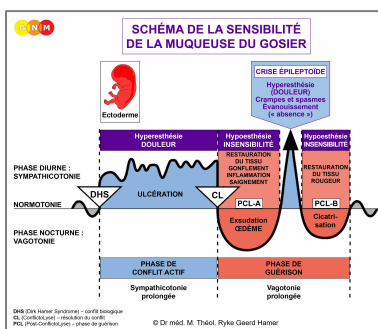 GNM
SCHÉMA DE LA SENSIBILITÉ
DE LA MUQUEUSE DU GOSIER
CRISE ÉPILEPTOÏDE
Hyperesthésie
(DOULEUR)
Crampes et spasmes
Évanouissement
(« absence »)
Ectoderme
Hyperesthésie
DOULEUR
Hypoesthésie
INSENSIBILITÉ
Hypoesthésie
INSENSIBILITÉ
RESTAURATION
DU TISSU
GONFLEMENT
INFLAMMATION
SAIGNEMENT
RESTAURATION
DU TISSU
ROUGEUR
PHASE DIURNE :
SYMPATHICOTONIE
DHS
ULCÉRATION
CL
NORMOTONIE
PCL-A
PCL-B
Exsudation
ŒDÈME
Cicatri-
sation
PHASE NOCTURNE :
VAGOTONIE
PHASE DE
CONFLIT ACTIF
PHASE DE
GUÉRISON
Sympathicotonie
prolongée
Vagotonie
prolongée
DHS (Dirk Hamer Syndrome) – conflit biologique
CL (ConflictoLyse) – résolution du conflit
PCL (Post-ConflictoLyse) – phase de guérison
© Dr méd. M. Théol. Ryke Geerd Hamer